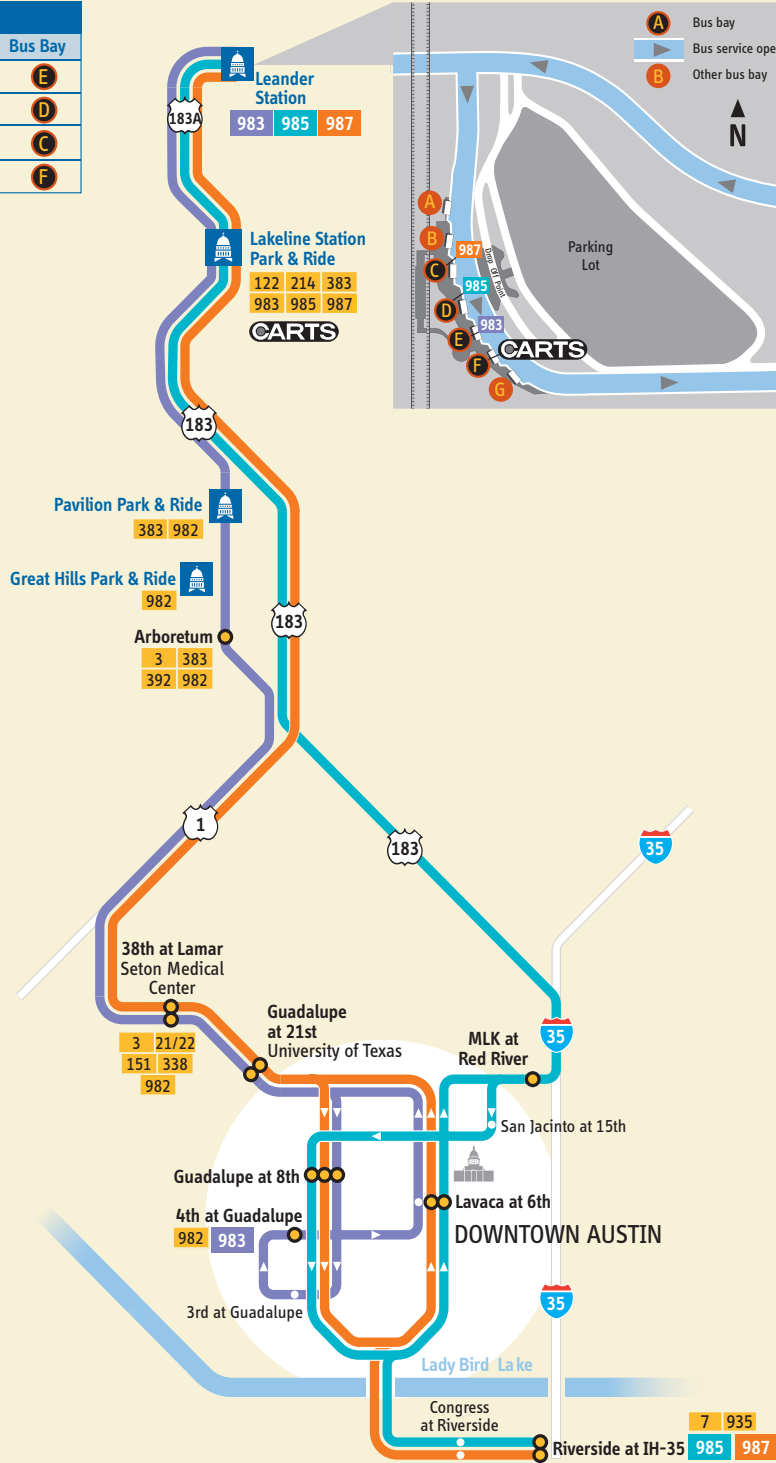 Bus Bay
E
D
C
F
A Bus bay
Bus service ope
B Other bus bay
N
Leander
Station
983 985 987
183A
Lakeline Station
Park & Ride
122 214 383
983 985 987
CARTS
A
B
C
D
E
F
G
987
985
983
Drop Off Point
CARTS
Parking
Lot
183
Pavilion Park & Ride
383 982
Great Hills Park & Ride
982
183
Arboretum
3 383
392 982
1
183
35
38th at Lamar
Seton Medical
Center
3 21/22
151 338
982
Guadalupe
at 21st
University of Texas
MLK at
Red River
35
San Jacinto at 15th
Guadalupe at 8th
4th at Guadalupe
982 983
Lavaca at 6th
DOWNTOWN AUSTIN
3rd at Guadalupe
35
Lady Bird Lake
Congress
at Riverside
7 935
Riverside at IH-35 985 987